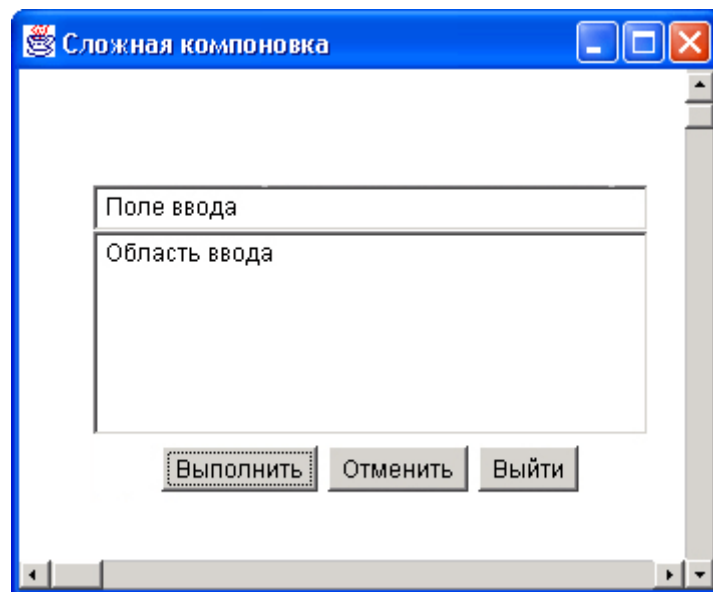 Сложная компоновка
Поле ввода
Область ввода
Выполнить Отменить Выйти